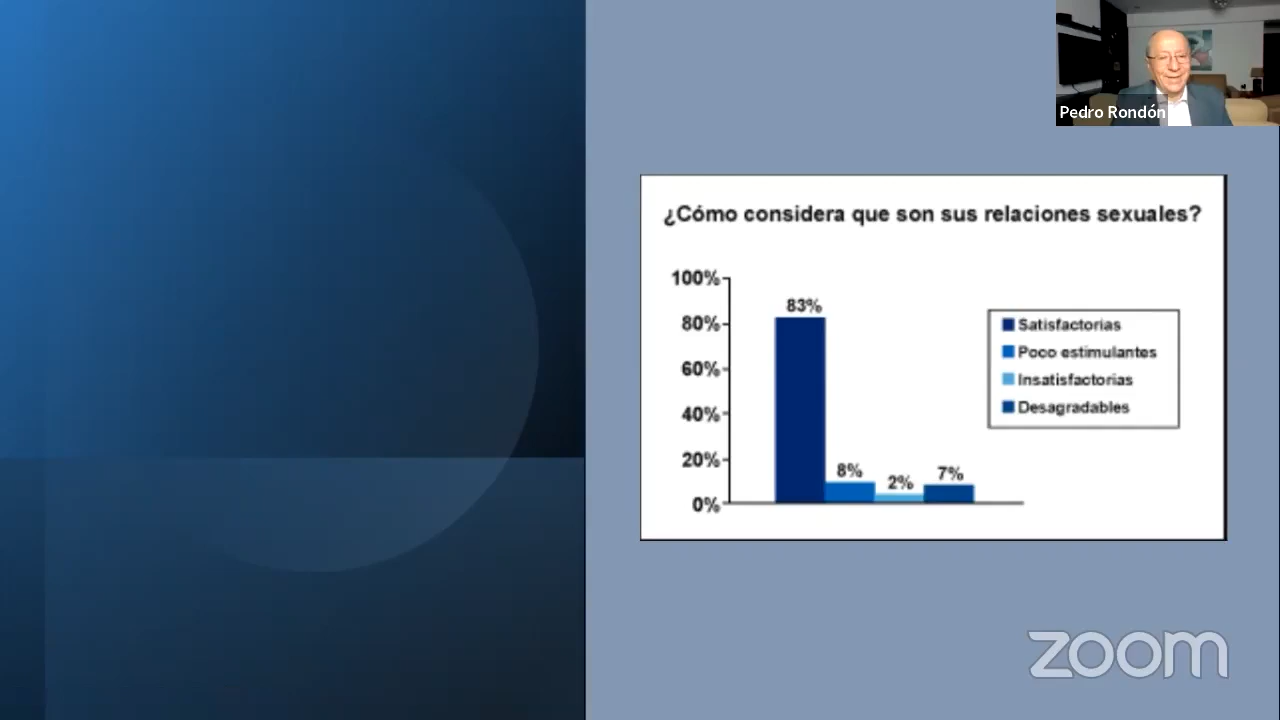 Pedro Rondón
¿Cómo considera que son sus relaciones sexuales?
100%
80%
60%
40%
20%
0%
83%
8%
2%
7%
Satisfactorias
Poco estimulantes
Insatisfactorias
Desagradables
zoom